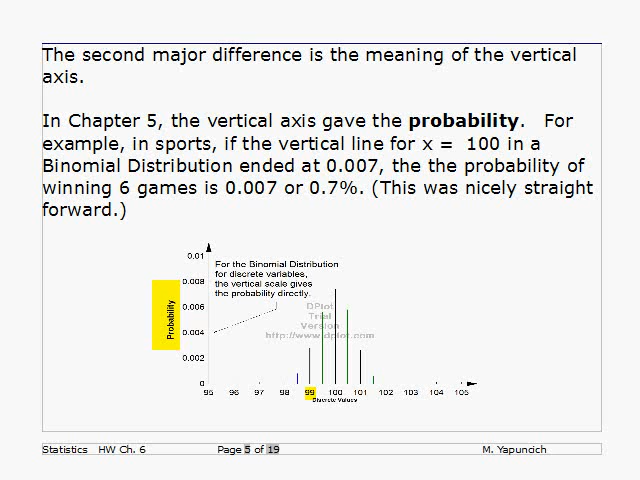 The second major difference is the meaning of the vertical
axis.
In Chapter 5, the vertical axis gave the probability.   For
example, in sports, if the vertical line for x =  100 in a
Binomial Distribution ended at 0.007, the the probability of
winning 6 games is 0.007 or 0.7%. (This was nicely straight
forward.)
0.01
For the Binomial Distribution
for discrete variables,
0.008
the vertical scale gives
the probability directly.
0.006
DPlot
Trial
Version
http://www.dplot.com
Probability
0.004
0.002
0
95 96 97 98 99 100 101 102 103 104 105
Discrete Values
Statistics   HW Ch. 6
Page 5 of 19
M. Yapuncich